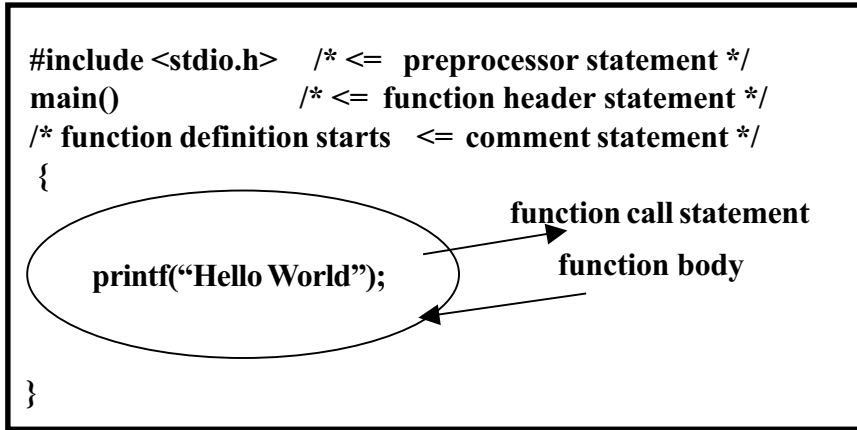 #include <stdio.h> /* <= preprocessor statement */
main() /* <= function header statement */
/* function definition starts <= comment statement */
{
function call statement
printf(“Hello World”);
function body
}